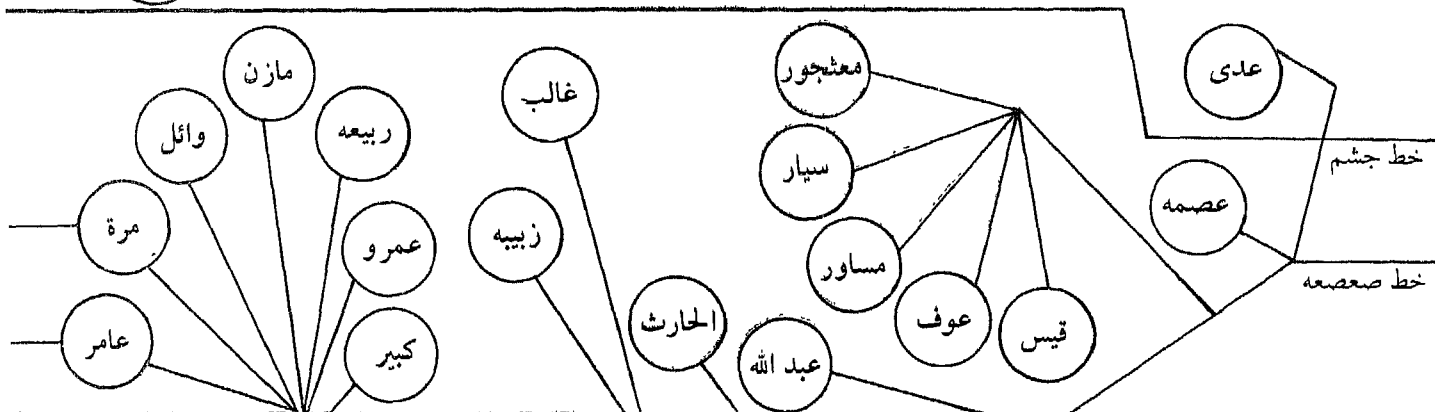 عدى
معثجور
مازن
غالب
ربيعه
وائل
خط جشم
سيار
عصمه
مرة
زبيبه
عمرو
مساور
خط صعصعه
الحارث
عوف
قيس
عامر
كبير
عبد الله